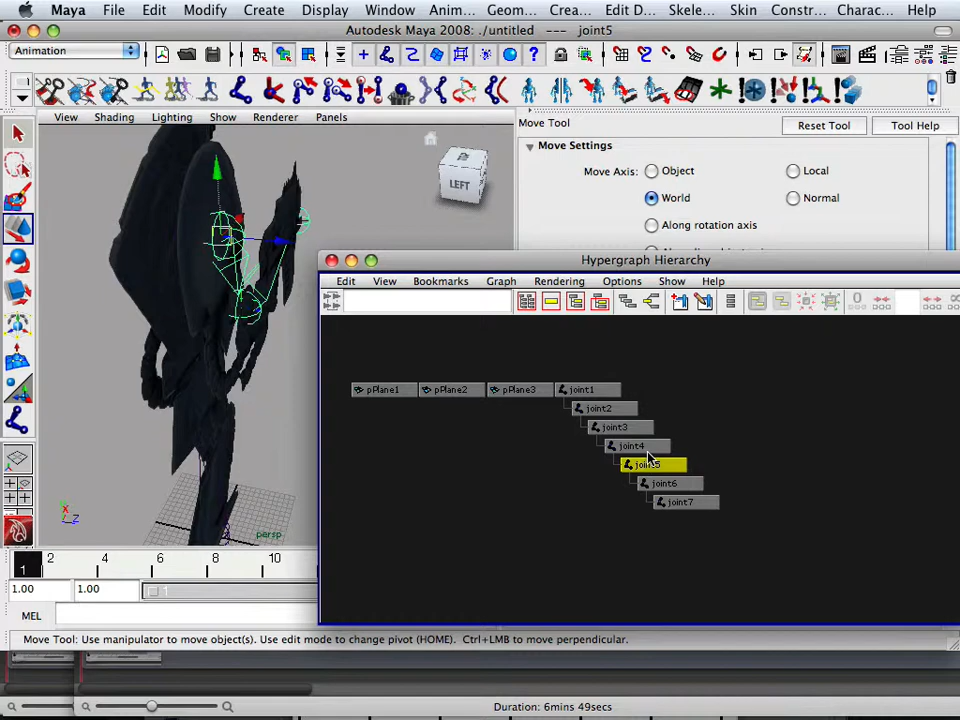 Maya File Edit Modify Create Display Window Anim... Geom... Crea... Edit D... Skele... Skin Constr... Charac... Help
Autodesk Maya 2008: ./untitled --- joint5
Animation
View Shading Lighting Show Renderer Panels
Move Tool Reset Tool Tool Help
Move Settings
Move Axis: Object Local
World Normal
Along rotation axis
LEFT
Hypergraph Hierarchy
Edit View Bookmarks Graph Rendering Options Show Help
pPlane1 pPlane2 pPlane3 joint1
joint2
joint3
joint4
joint5
joint6
joint7
persp
1 2 4 6 8 10
1.00 1.00 1
MEL
Move Tool: Use manipulator to move object(s). Use edit mode to change pivot (HOME). Ctrl+LMB to move perpendicular.
Duration: 6mins 49secs